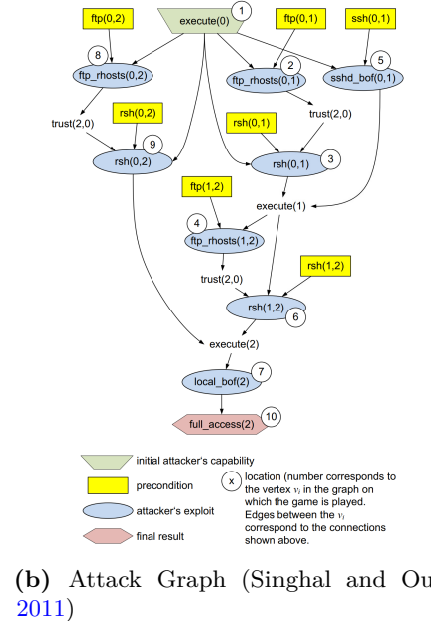 ftp(0,2)
execute(0)
1
ftp(0,1)
ssh(0,1)
8
ftp_rhosts(0,2)
2
ftp_rhosts(0,1)
5
sshd_bof(0,1)
trust(2,0)
rsh(0,2)
rsh(0,1)
trust(2,0)
9
rsh(0,2)
rsh(0,1)
3
ftp(1,2)
execute(1)
4
ftp_rhosts(1,2)
trust(2,0)
rsh(1,2)
rsh(1,2)
6
execute(2)
7
local_bof(2)
10
full_access(2)
initial attacker's capability
precondition
attacker's exploit
final result
x
location (number corresponds to
the vertex vᵢ in the graph on
which the game is played.
Edges between the vᵢ
correspond to the connections
shown above.
(b) Attack Graph (Singhal and Ou
2011)